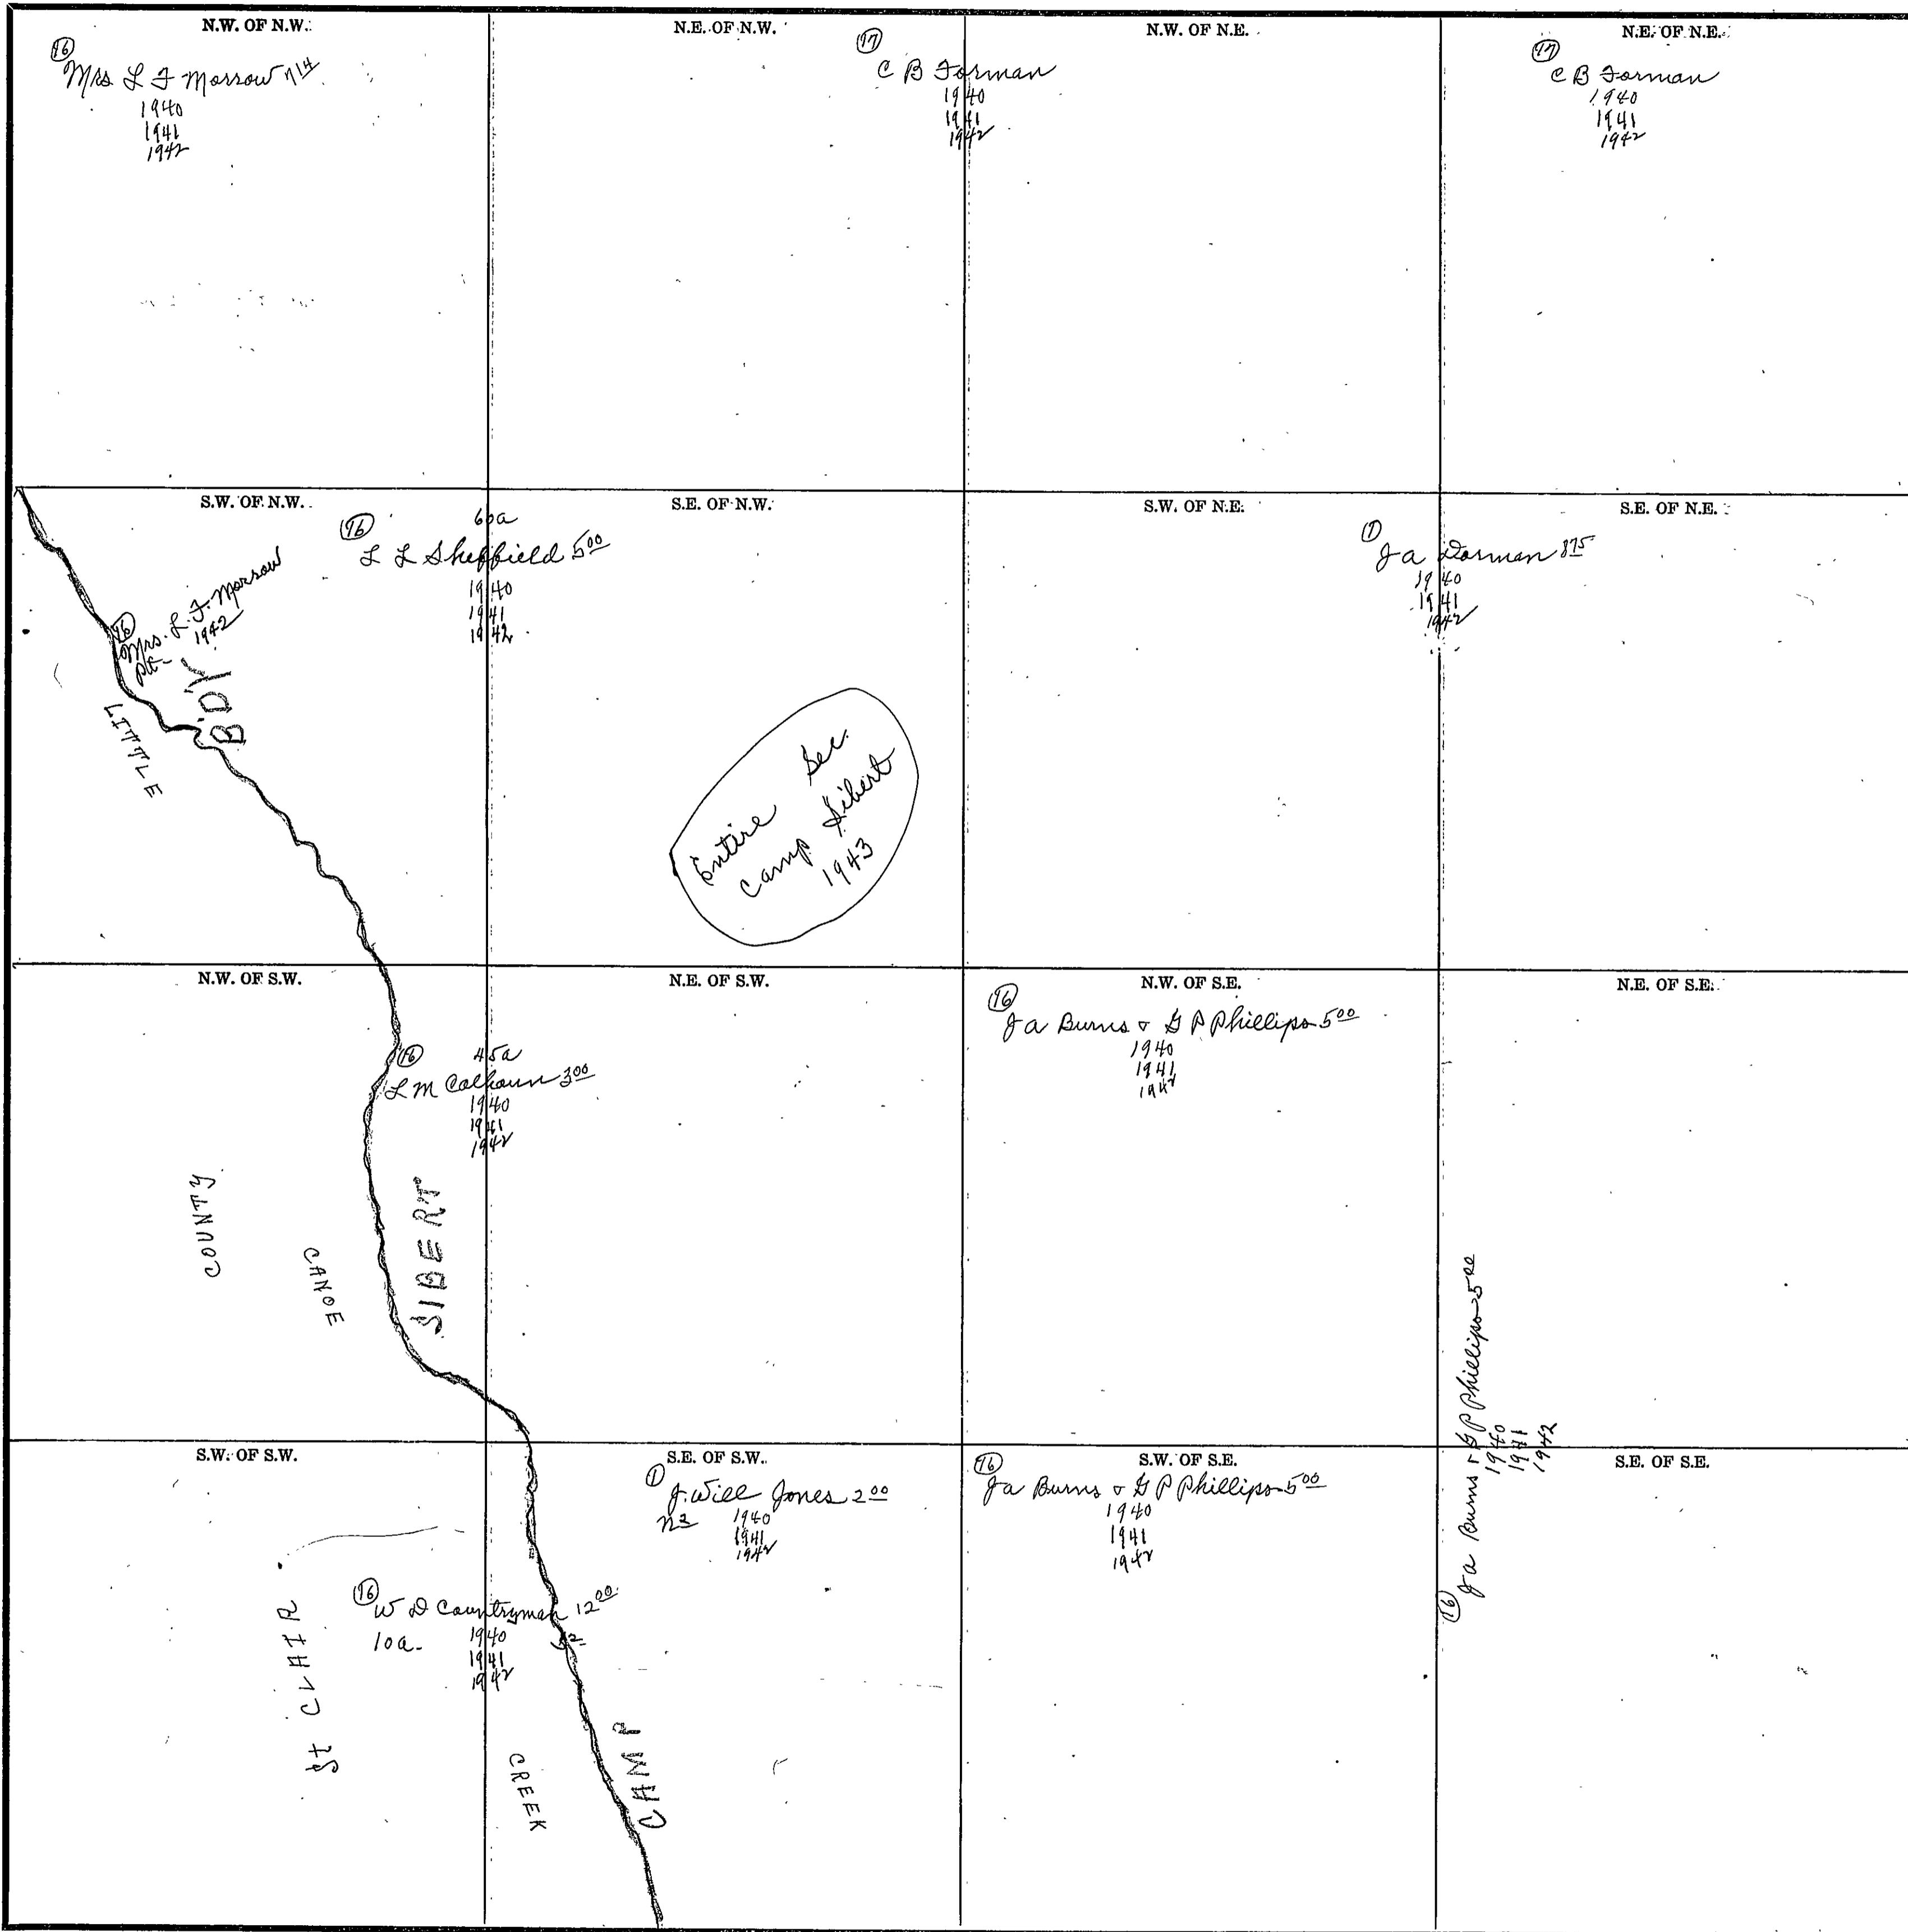 N.W. OF N.W.
16
Mrs L F Morrow 7 14
1940
1941
1942
N.E. OF N.W.
17
C B Forman
1940
1941
1942
N.W. OF N.E.
N.E. OF N.E.
17
C B Forman
1940
1941
1942
S.W. OF N.W.
16
60a
L L Sheffield 5 00
1940
1941
1942
16
Mrs. L. F. Morrow
pt- 1942
BDY
LITTLE
S.E. OF N.W.
Entire Sec.
Camp Sibert
1943
S.W. OF N.E.
1
J a Dorman 8 75
1940
1941
1942
S.E. OF N.E.
N.W. OF S.W.
16
45a
L M Calhoun 3 00
1940
1941
1942
COUNTY
CANOE
SIBERT
N.E. OF S.W.
N.W. OF S.E.
16
J a Burns & G P Phillips 5 00
1940
1941
1942
N.E. OF S.E.
16
J a Burns & G P Phillips 5 00
1940
1941
1942
S.W. OF S.W.
16
W D Countryman 12 00
10a-
1940
1941
1942
St CLAIR
CREEK
CAMP
S.E. OF S.W.
1
J. Will Jones 2 00
1940
1941
1942
S.W. OF S.E.
16
J a Burns & G P Phillips 5 00
1940
1941
1942
S.E. OF S.E.